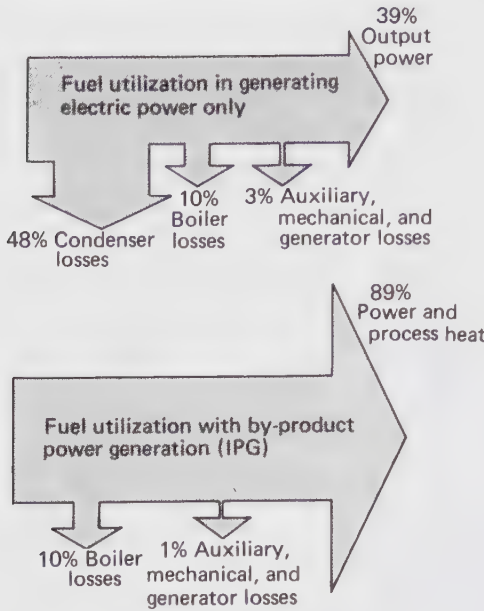 39%
Output
power
Fuel utilization in generating
electric power only
10%
Boiler
losses
3% Auxiliary,
mechanical, and
generator losses
48% Condenser
losses
89%
Power and
process heat
Fuel utilization with by-product
power generation (IPG)
10% Boiler
losses
1% Auxiliary,
mechanical, and
generator losses